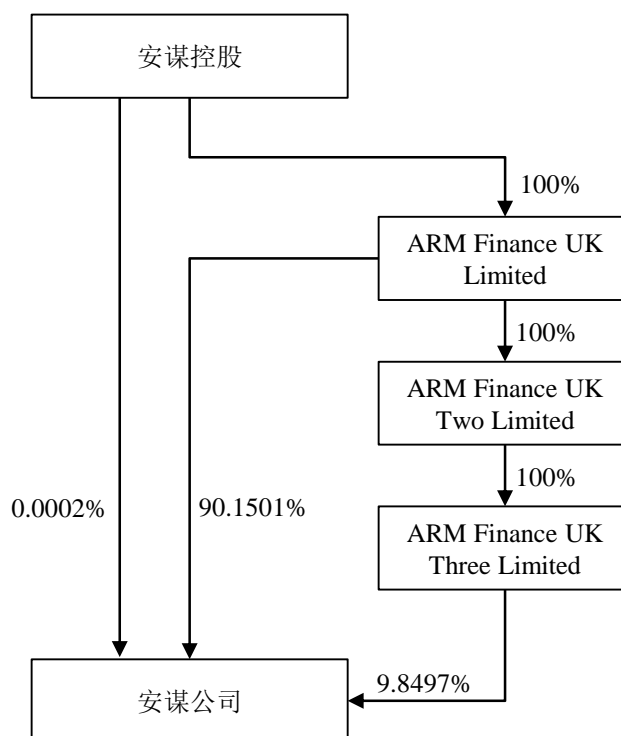 安谋控股
100%
ARM Finance UK
Limited
100%
ARM Finance UK
Two Limited
100%
0.0002%
90.1501%
ARM Finance UK
Three Limited
9.8497%
安谋公司